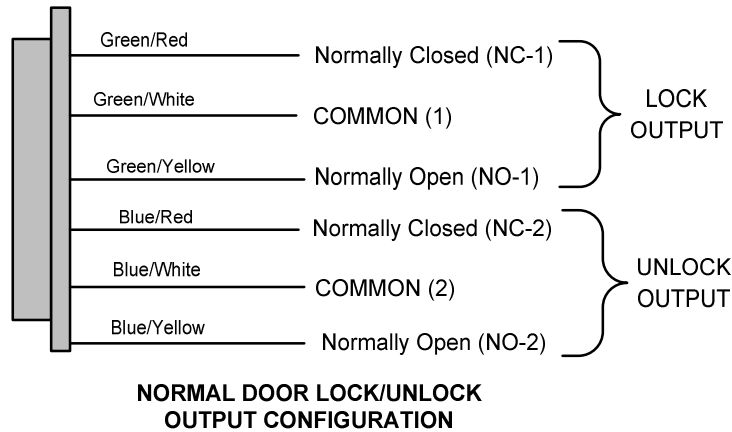 Green/Red
Normally Closed (NC-1)
Green/White
COMMON (1)
LOCK
OUTPUT
Green/Yellow
Normally Open (NO-1)
Blue/Red
Normally Closed (NC-2)
Blue/White
COMMON (2)
UNLOCK
OUTPUT
Blue/Yellow
Normally Open (NO-2)
NORMAL DOOR LOCK/UNLOCK
OUTPUT CONFIGURATION